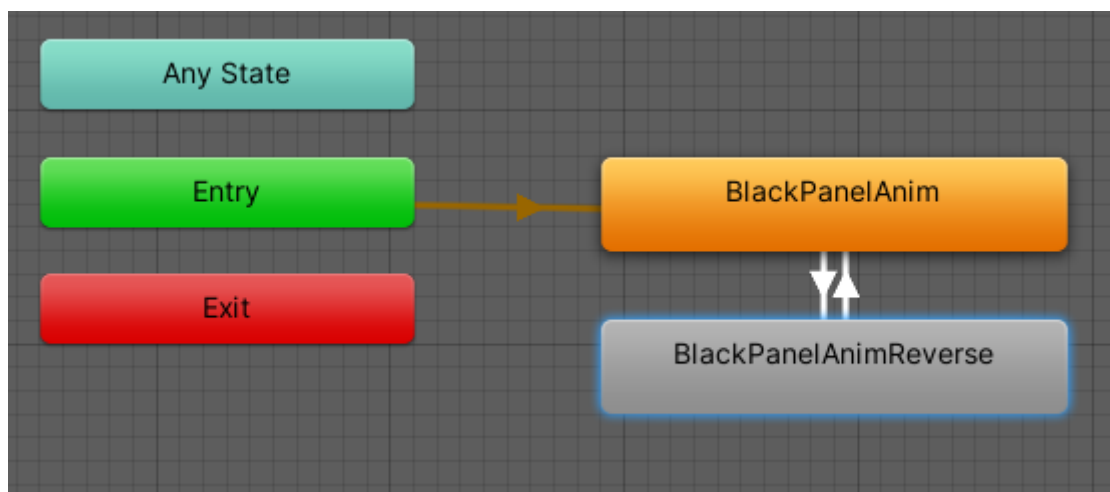 Any State
Entry
BlackPanelAnim
Exit
BlackPanelAnimReverse